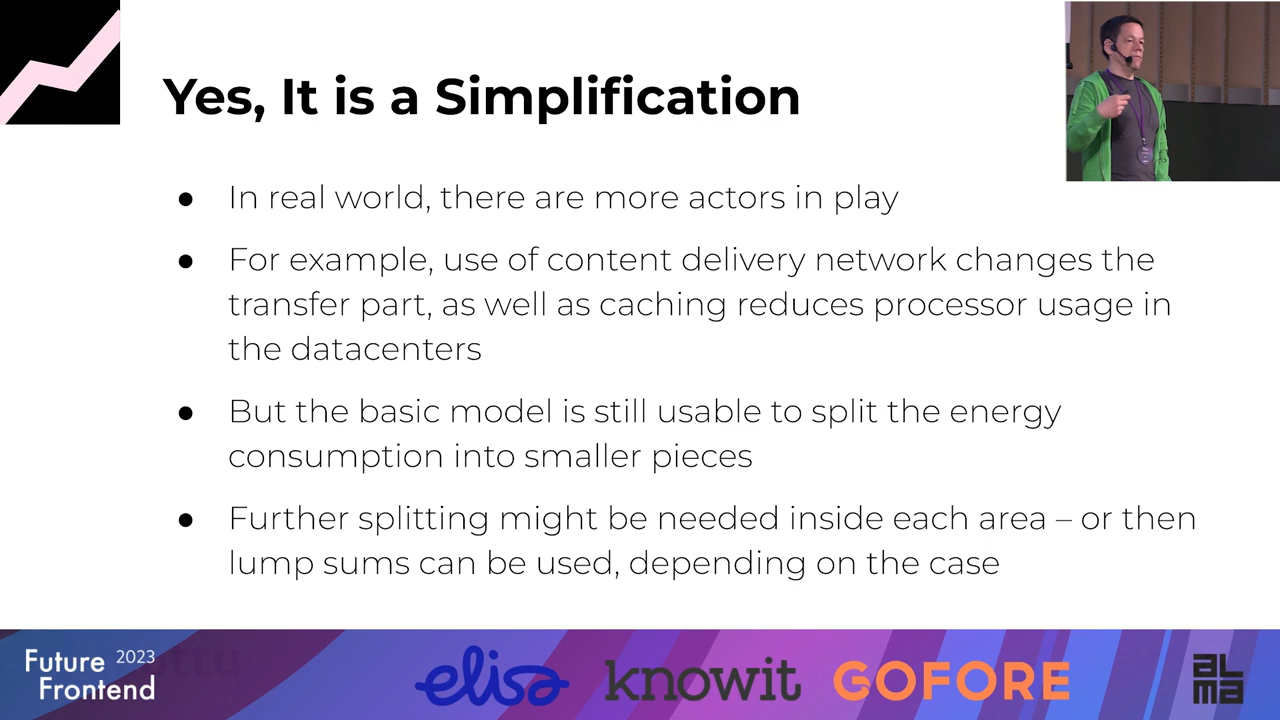 Yes, It is a Simplification
● In real world, there are more actors in play
● For example, use of content delivery network changes the
transfer part, as well as caching reduces processor usage in
the datacenters
● But the basic model is still usable to split the energy
consumption into smaller pieces
● Further splitting might be needed inside each area – or then
lump sums can be used, depending on the case
Future 2023
Frontend
elisa
knowit
GOFORE
aL
ma